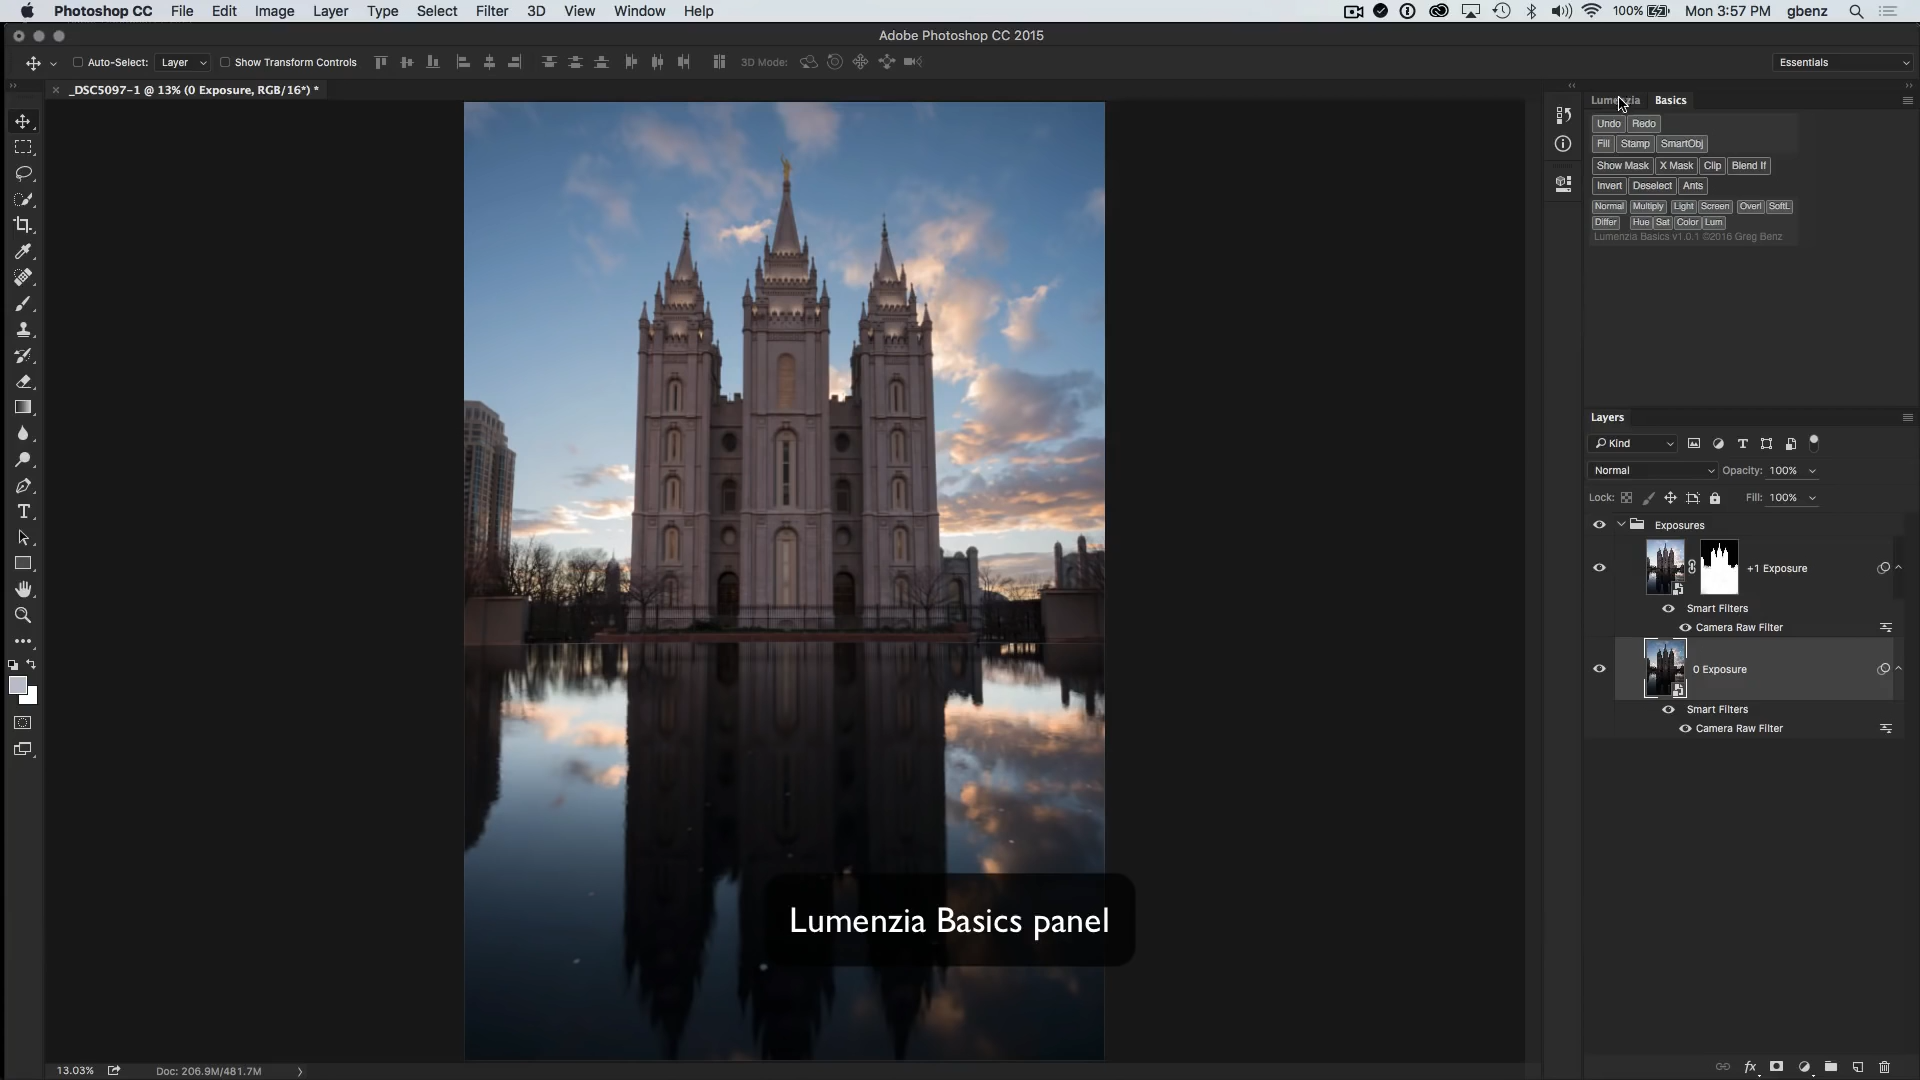 Photoshop CC File Edit Image Layer Type Select Filter 3D View Window Help 100% Mon 3:57 PM gbenz
Adobe Photoshop CC 2015
Auto-Select: Layer Show Transform Controls 3D Mode: Essentials
_DSC5097-1 @ 13% (0 Exposure, RGB/16*) *
Lumenzia Basics
Undo Redo
Fill Stamp SmartObj
Show Mask X Mask Clip Blend If
Invert Deselect Ants
Normal Multiply Light Screen Overl SoftL
Differ Hue Sat Color Lum
Lumenzia Basics v1.0.1 ©2016 Greg Benz
Layers
Kind
Normal Opacity: 100%
Lock: Fill: 100%
Exposures
+1 Exposure
Smart Filters
Camera Raw Filter
0 Exposure
Smart Filters
Camera Raw Filter
Lumenzia Basics panel
13.03% Doc: 206.9M/481.7M